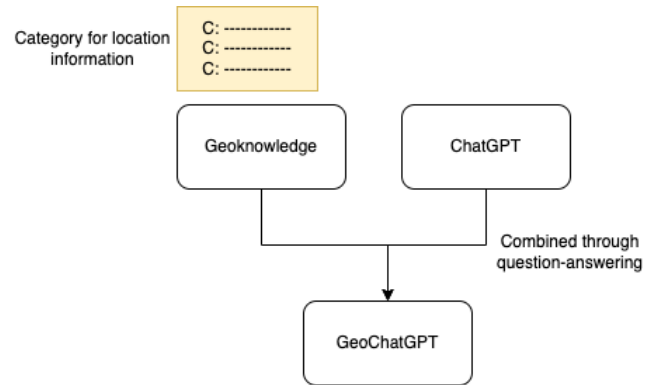 Category for location
information
C: ------------
C: ------------
C: ------------
Geoknowledge
ChatGPT
Combined through
question-answering
GeoChatGPT